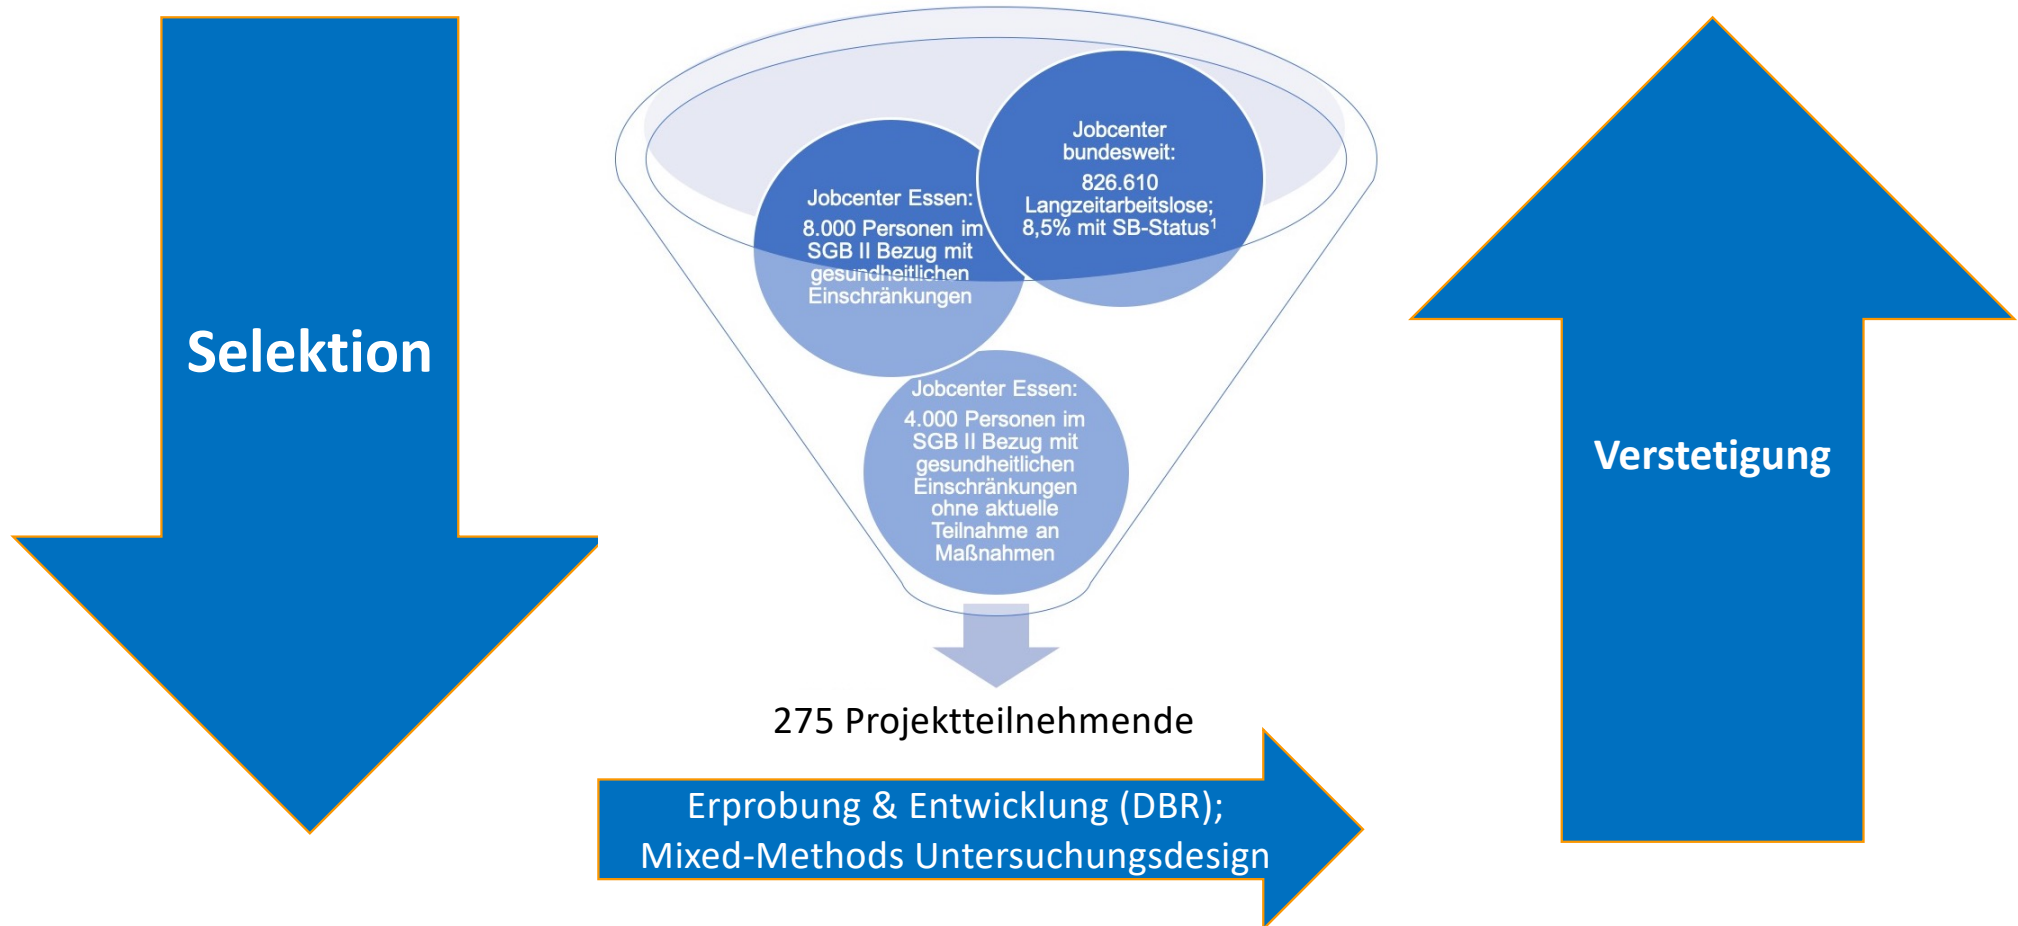 Selektion
Jobcenter
bundesweit:
826.610
Langzeitarbeitslose;
8,5% mit SB-Status¹
Jobcenter Essen:
8.000 Personen im
SGB II Bezug mit
gesundheitlichen
Einschränkungen
Jobcenter Essen:
4.000 Personen im
SGB II Bezug mit
gesundheitlichen
Einschränkungen
ohne aktuelle
Teilnahme an
Maßnahmen
275 Projektteilnehmende
Erprobung & Entwicklung (DBR);
Mixed-Methods Untersuchungsdesign
Verstetigung